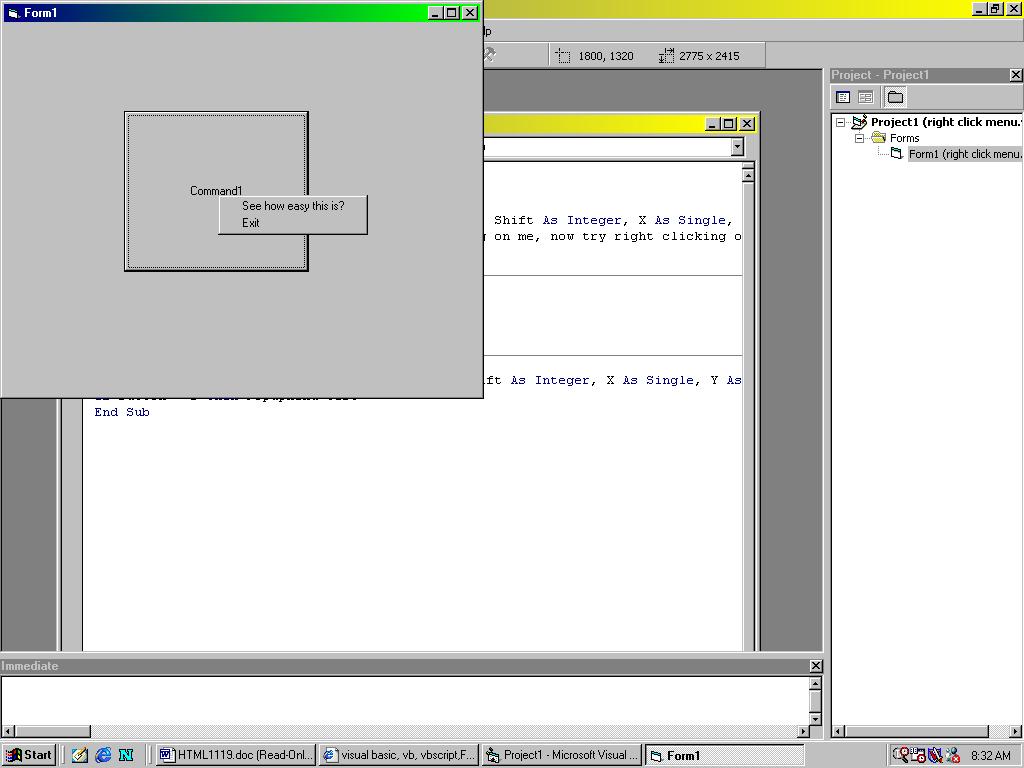 Form1
lp
1800, 1320
2775 x 2415
Project - Project1
Project1 (right click menu.
Forms
Form1 (right click menu.
Command1
See how easy this is?
Exit
Shift As Integer, X As Single,
on me, now try right clicking o
ft As Integer, X As Single, Y As
End Sub
Immediate
Start
HTML1119.doc (Read-Onl...
visual basic, vb, vbscript,F...
Project1 - Microsoft Visual ...
Form1
8:32 AM